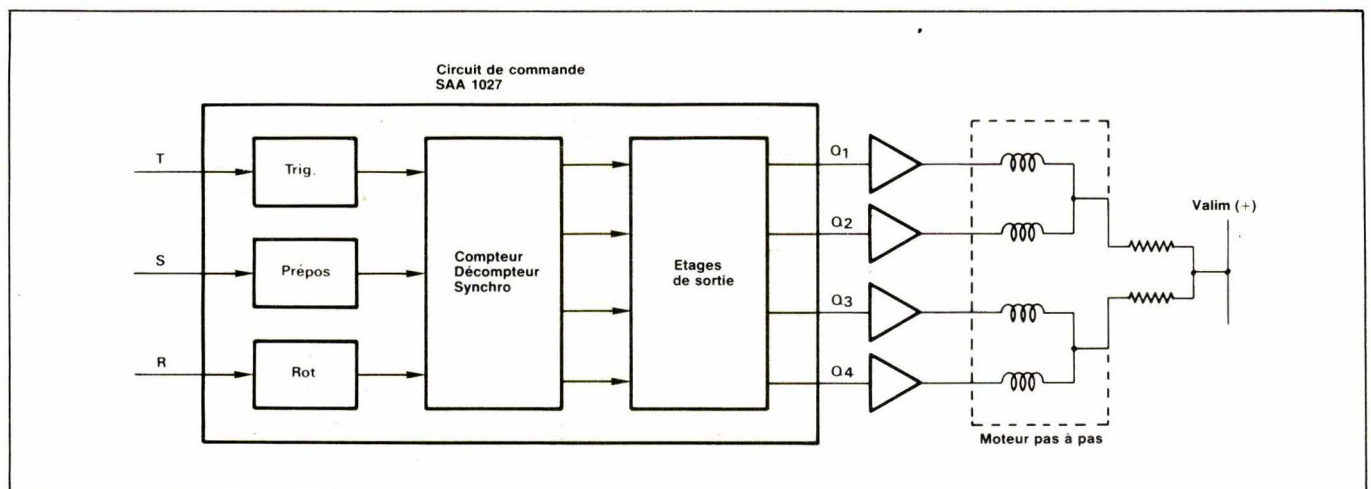 Circuit de commande
SAA 1027
T
Trig.
Q1
Q2
Valim (+)
S
Prépos
Compteur
Décompteur
Synchro
Etages
de sortie
Q3
R
Rot
Q4
Moteur pas à pas